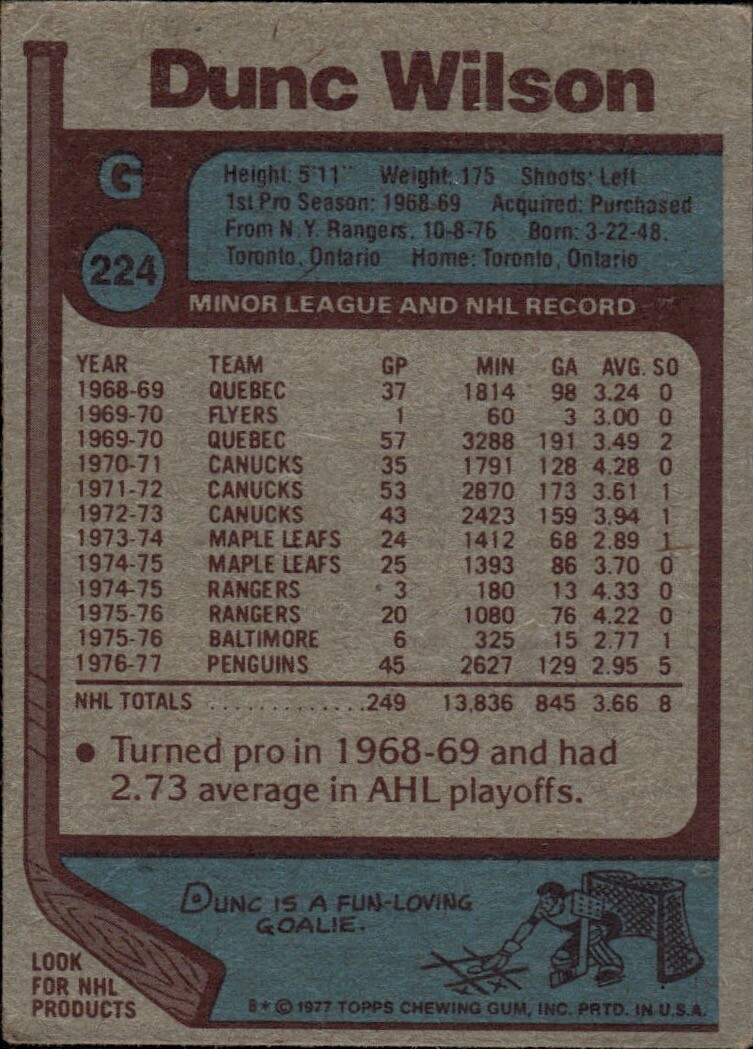 Dunc Wilson
G
224
Height: 5'11" Weight: 175 Shoots: Left
1st Pro Season: 1968-69 Acquired: Purchased
From N.Y. Rangers, 10-8-76 Born: 3-22-48,
Toronto, Ontario Home: Toronto, Ontario
MINOR LEAGUE AND NHL RECORD
YEAR TEAM GP MIN GA AVG. SO
1968-69 QUEBEC 37 1814 98 3.24 0
1969-70 FLYERS 1 60 3 3.00 0
1969-70 QUEBEC 57 3288 191 3.49 2
1970-71 CANUCKS 35 1791 128 4.28 0
1971-72 CANUCKS 53 2870 173 3.61 1
1972-73 CANUCKS 43 2423 159 3.94 1
1973-74 MAPLE LEAFS 24 1412 68 2.89 1
1974-75 MAPLE LEAFS 25 1393 86 3.70 0
1974-75 RANGERS 3 180 13 4.33 0
1975-76 RANGERS 20 1080 76 4.22 0
1975-76 BALTIMORE 6 325 15 2.77 1
1976-77 PENGUINS 45 2627 129 2.95 5
NHL TOTALS .............249 13,836 845 3.66 8
• Turned pro in 1968-69 and had
2.73 average in AHL playoffs.
DUNC IS A FUN-LOVING
GOALIE.
LOOK
FOR NHL
PRODUCTS
B* © 1977 TOPPS CHEWING GUM, INC. PRTD. IN U.S.A.